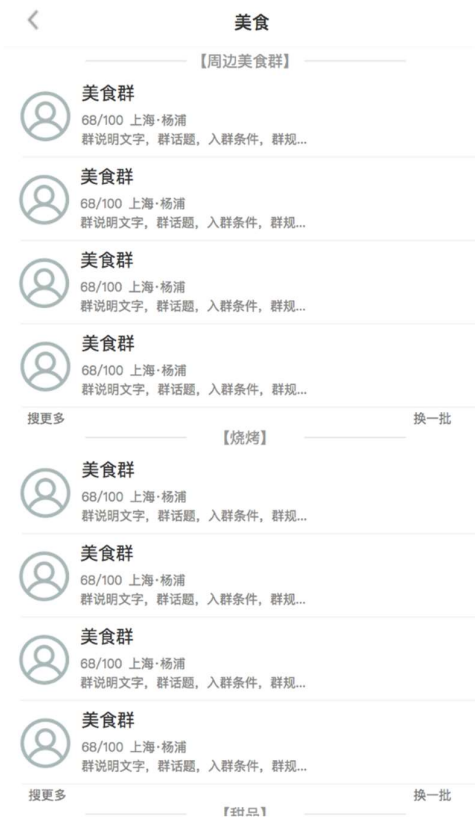 美食
【周边美食群】
美食群
68/100 上海·杨浦
群说明文字，群话题，入群条件，群规...
美食群
68/100 上海·杨浦
群说明文字，群话题，入群条件，群规...
美食群
68/100 上海·杨浦
群说明文字，群话题，入群条件，群规...
美食群
68/100 上海·杨浦
群说明文字，群话题，入群条件，群规...
搜更多 换一批
【烧烤】
美食群
68/100 上海·杨浦
群说明文字，群话题，入群条件，群规...
美食群
68/100 上海·杨浦
群说明文字，群话题，入群条件，群规...
美食群
68/100 上海·杨浦
群说明文字，群话题，入群条件，群规...
美食群
68/100 上海·杨浦
群说明文字，群话题，入群条件，群规...
搜更多 换一批
【甜品】